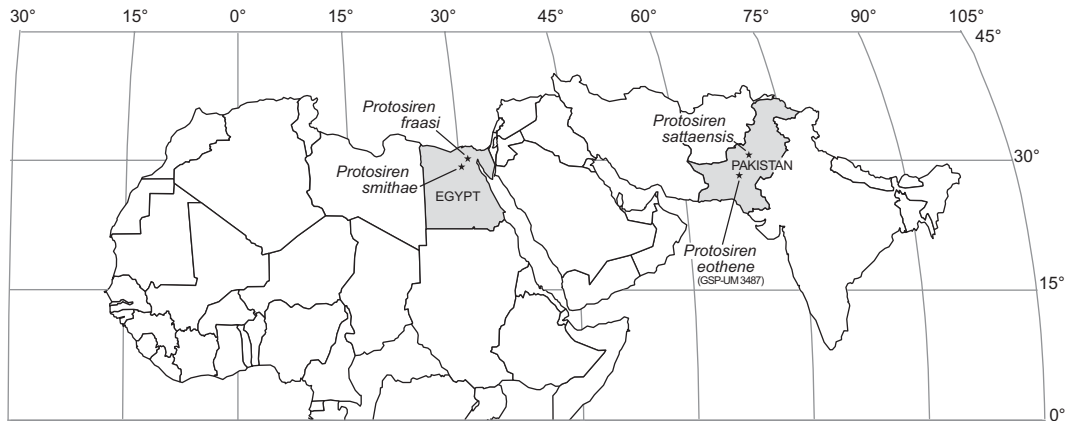 30° 15° 0° 15° 30° 45° 60° 75° 90° 105°
45°
Protosiren
fraasi
Protosiren
sattaensis
30°
PAKISTAN
Protosiren
smithae
EGYPT
Protosiren
eothene
(GSP-UM 3487)
15°
0°